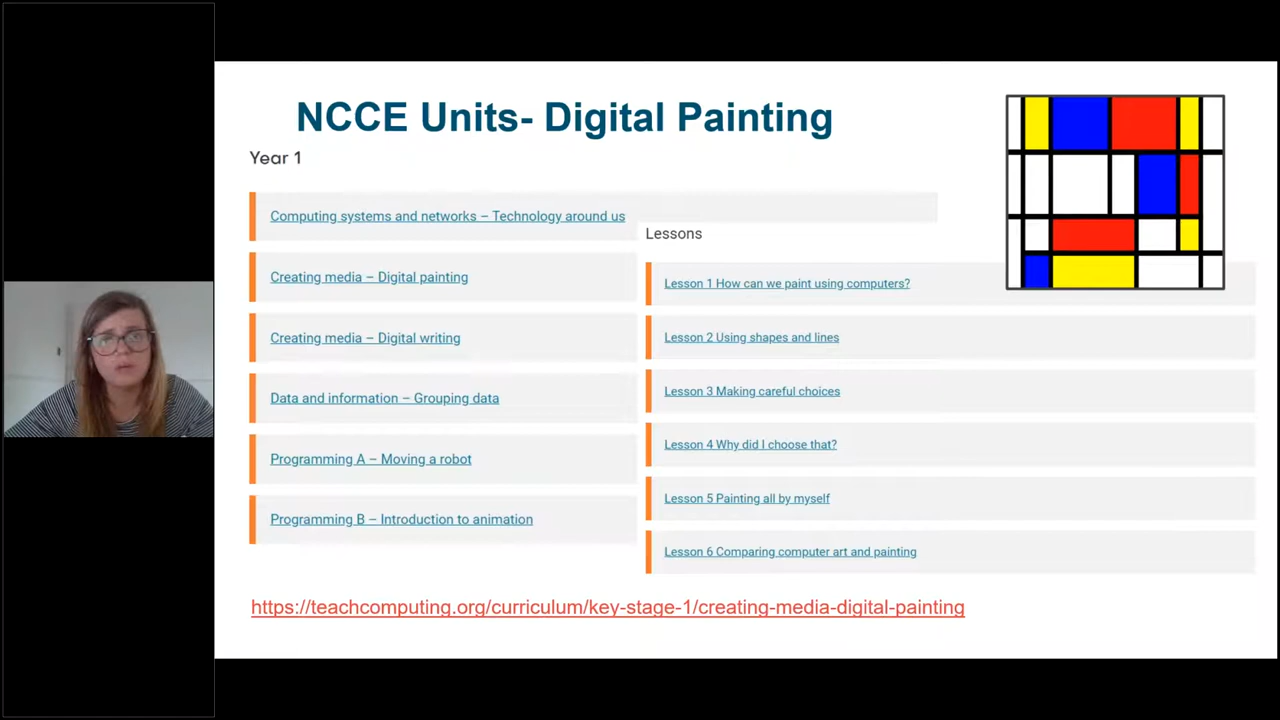 NCCE Units- Digital Painting
Year 1
Computing systems and networks – Technology around us
Creating media – Digital painting
Creating media – Digital writing
Data and information – Grouping data
Programming A – Moving a robot
Programming B – Introduction to animation
Lessons
Lesson 1 How can we paint using computers?
Lesson 2 Using shapes and lines
Lesson 3 Making careful choices
Lesson 4 Why did I choose that?
Lesson 5 Painting all by myself
Lesson 6 Comparing computer art and painting
https://teachcomputing.org/curriculum/key-stage-1/creating-media-digital-painting